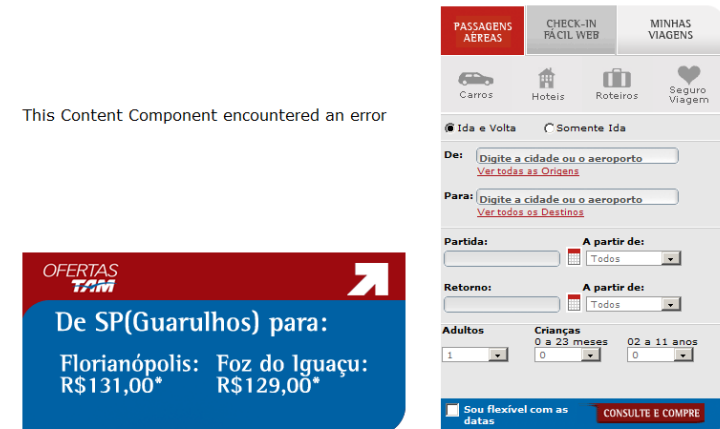 This Content Component encountered an error
OFERTAS
TAM
De SP(Guarulhos) para:
Florianópolis: Foz do Iguaçu:
R$131,00* R$129,00*
PASSAGENS AÉREAS
CHECK-IN FÁCIL WEB
MINHAS VIAGENS
Carros
Hoteis
Roteiros
Seguro Viagem
Ida e Volta Somente Ida
De: Digite a cidade ou o aeroporto
Ver todas as Origens
Para: Digite a cidade ou o aeroporto
Ver todos os Destinos
Partida: A partir de:
Todos
Retorno: A partir de:
Todos
Adultos Crianças
0 a 23 meses 02 a 11 anos
1 0 0
Sou flexível com as datas
CONSULTE E COMPRE